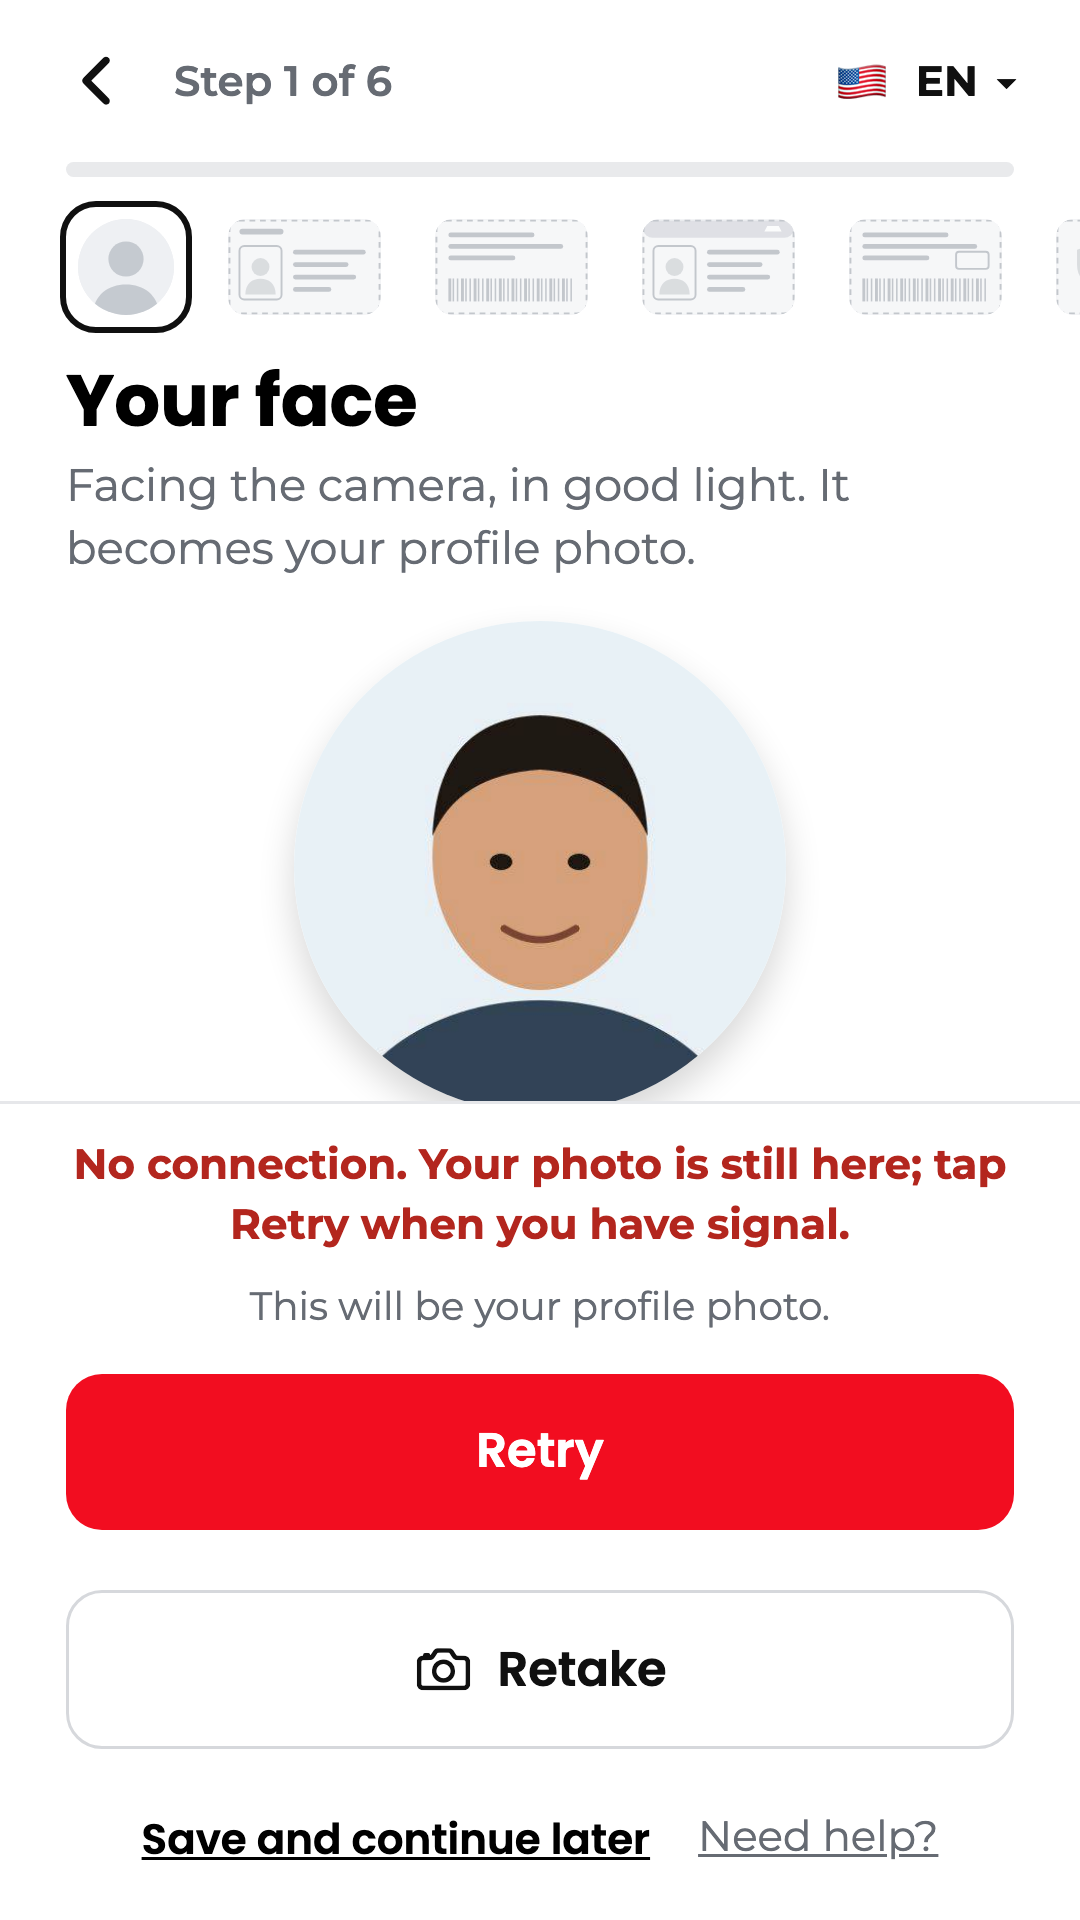 Step 1 of 6
EN
Your face
Facing the camera, in good light. It
becomes your profile photo.
No connection. Your photo is still here; tap
Retry when you have signal.
This will be your profile photo.
Retry
Retake
Save and continue later
Need help?